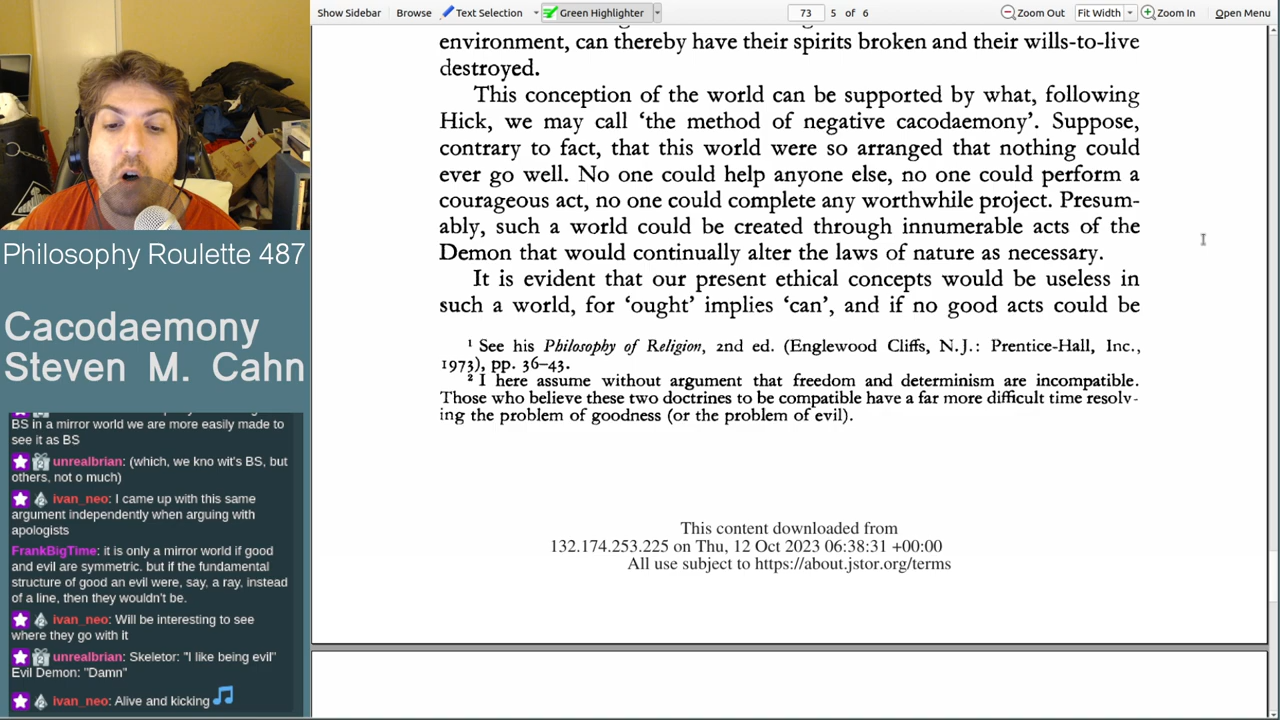 Show Sidebar Browse Text Selection Green Highlighter 73 5 of 6 Zoom Out Fit Width Zoom In Open Menu
environment, can thereby have their spirits broken and their wills-to-live
destroyed.
This conception of the world can be supported by what, following
Hick, we may call ‘the method of negative cacodaemony’. Suppose,
contrary to fact, that this world were so arranged that nothing could
ever go well. No one could help anyone else, no one could perform a
courageous act, no one could complete any worthwhile project. Presum-
ably, such a world could be created through innumerable acts of the
Demon that would continually alter the laws of nature as necessary.
It is evident that our present ethical concepts would be useless in
such a world, for ‘ought’ implies ‘can’, and if no good acts could be
¹ See his Philosophy of Religion, 2nd ed. (Englewood Cliffs, N.J.: Prentice-Hall, Inc.,
1973), pp. 36–43.
² I here assume without argument that freedom and determinism are incompatible.
Those who believe these two doctrines to be compatible have a far more difficult time resolv-
ing the problem of goodness (or the problem of evil).
This content downloaded from
132.174.253.225 on Thu, 12 Oct 2023 06:38:31 +00:00
All use subject to https://about.jstor.org/terms
Philosophy Roulette 487
Cacodaemony
Steven M. Cahn
BS in a mirror world we are more easily made to
see it as BS
unrealbrian: (which, we kno wit's BS, but
others, not o much)
ivan_neo: I came up with this same
argument independently when arguing with
apologists
FrankBigTime: it is only a mirror world if good
and evil are symmetric. but if the fundamental
structure of good an evil were, say, a ray, instead
of a line, then they wouldn't be.
ivan_neo: Will be interesting to see
where they go with it
unrealbrian: Skeletor: "I like being evil"
Evil Demon: "Damn"
ivan_neo: Alive and kicking